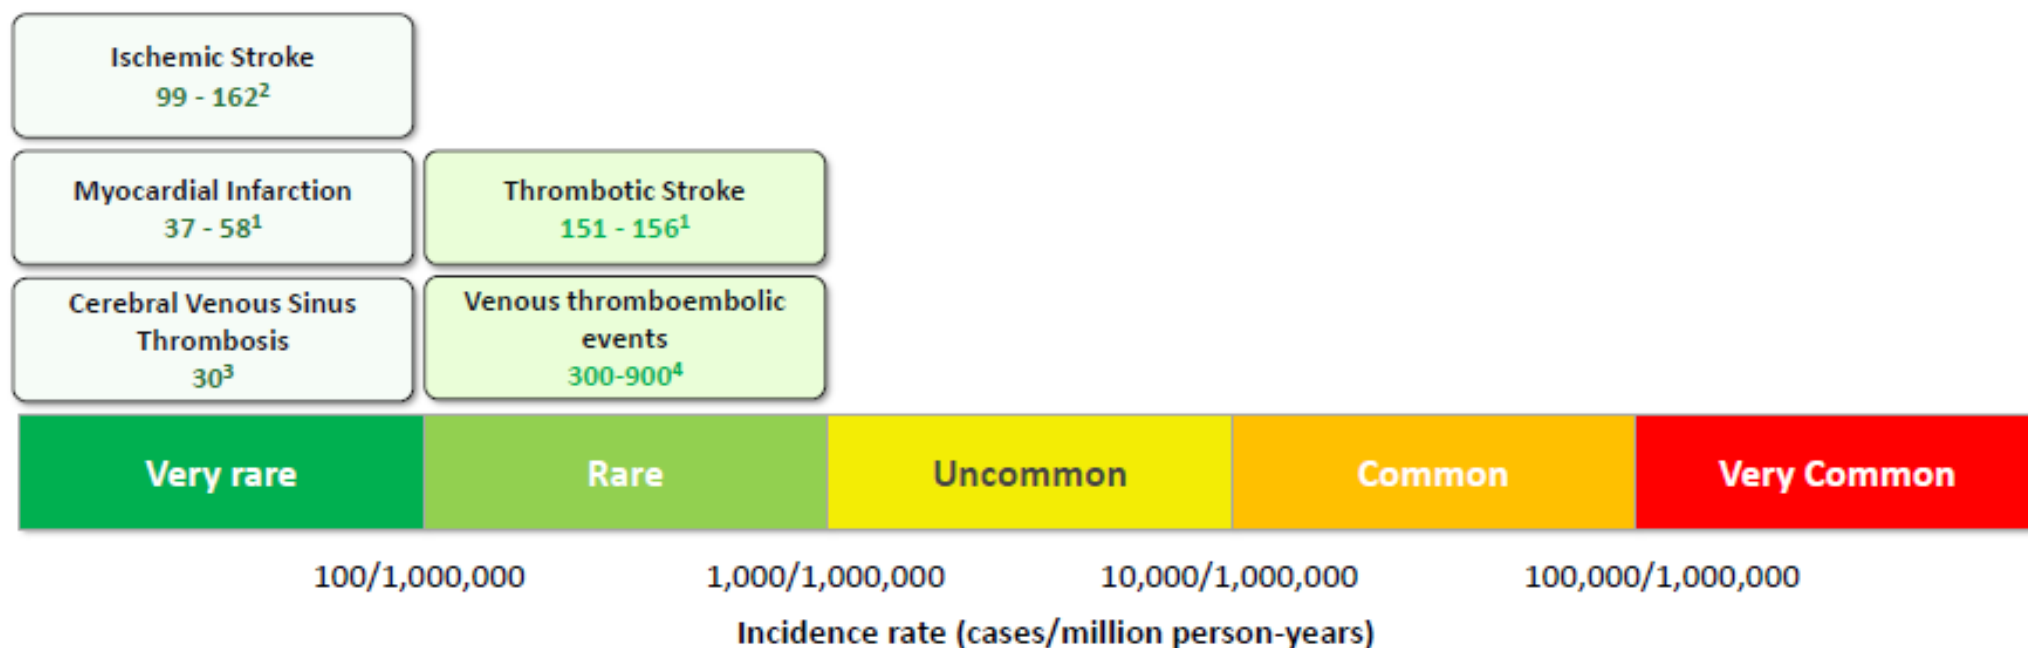 Ischemic Stroke
99 - 162²
Myocardial Infarction
37 - 58¹
Thrombotic Stroke
151 - 156¹
Cerebral Venous Sinus
Thrombosis
30³
Venous thromboembolic
events
300-900⁴
Very rare
Rare
Uncommon
Common
Very Common
100/1,000,000
1,000/1,000,000
10,000/1,000,000
100,000/1,000,000
Incidence rate (cases/million person-years)